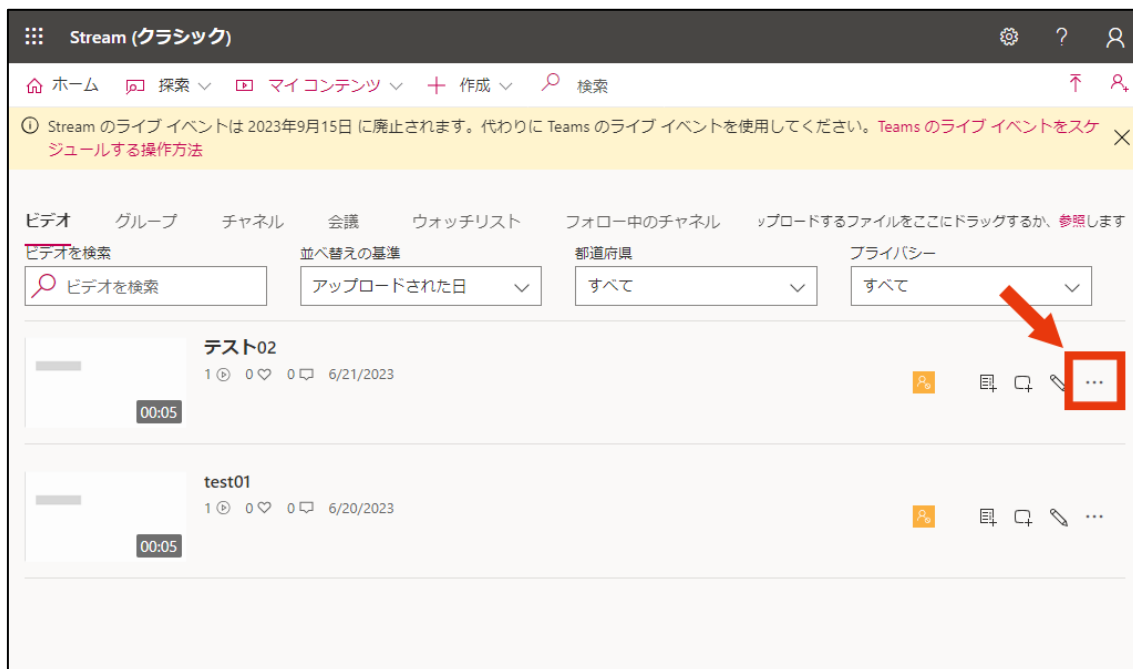 Stream (クラシック)
ホーム 探索 マイ コンテンツ 作成 検索
Stream のライブ イベントは 2023年9月15日 に廃止されます。代わりに Teams のライブ イベントを使用してください。Teams のライブ イベントをスケ
ジュールする操作方法
ビデオ グループ チャネル 会議 ウォッチリスト フォロー中のチャネル ップロードするファイルをここにドラッグするか、参照します
ビデオを検索 並べ替えの基準 都道府県 プライバシー
ビデオを検索 アップロードされた日 すべて すべて
テスト02
1 0 0 6/21/2023
00:05
test01
1 0 0 6/20/2023
00:05